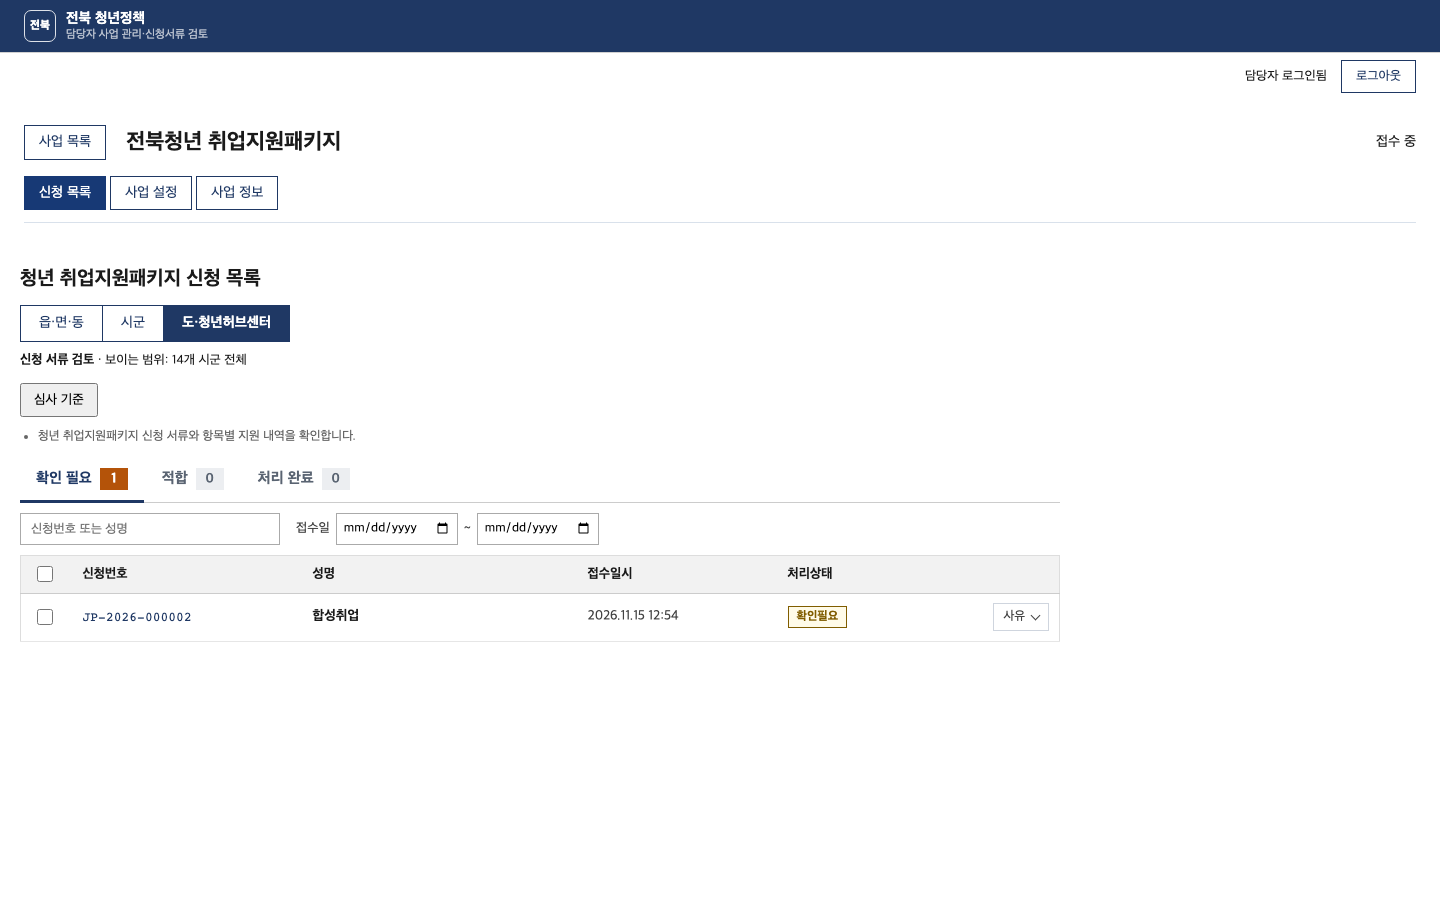 전북
전북 청년정책
담당자 사업 관리·신청서류 검토
담당자 로그인됨
로그아웃
사업 목록
전북청년 취업지원패키지
접수 중
신청 목록
사업 설정
사업 정보
청년 취업지원패키지 신청 목록
읍·면·동
시군
도·청년허브센터
신청 서류 검토 · 보이는 범위: 14개 시군 전체
심사 기준
• 청년 취업지원패키지 신청 서류와 항목별 지원 내역을 확인합니다.
확인 필요 1
적합 0
처리 완료 0
신청번호 또는 성명
접수일 mm/dd/yyyy ~ mm/dd/yyyy
신청번호 성명 접수일시 처리상태
JP-2026-000002 합성취업 2026.11.15 12:54 확인필요 사유